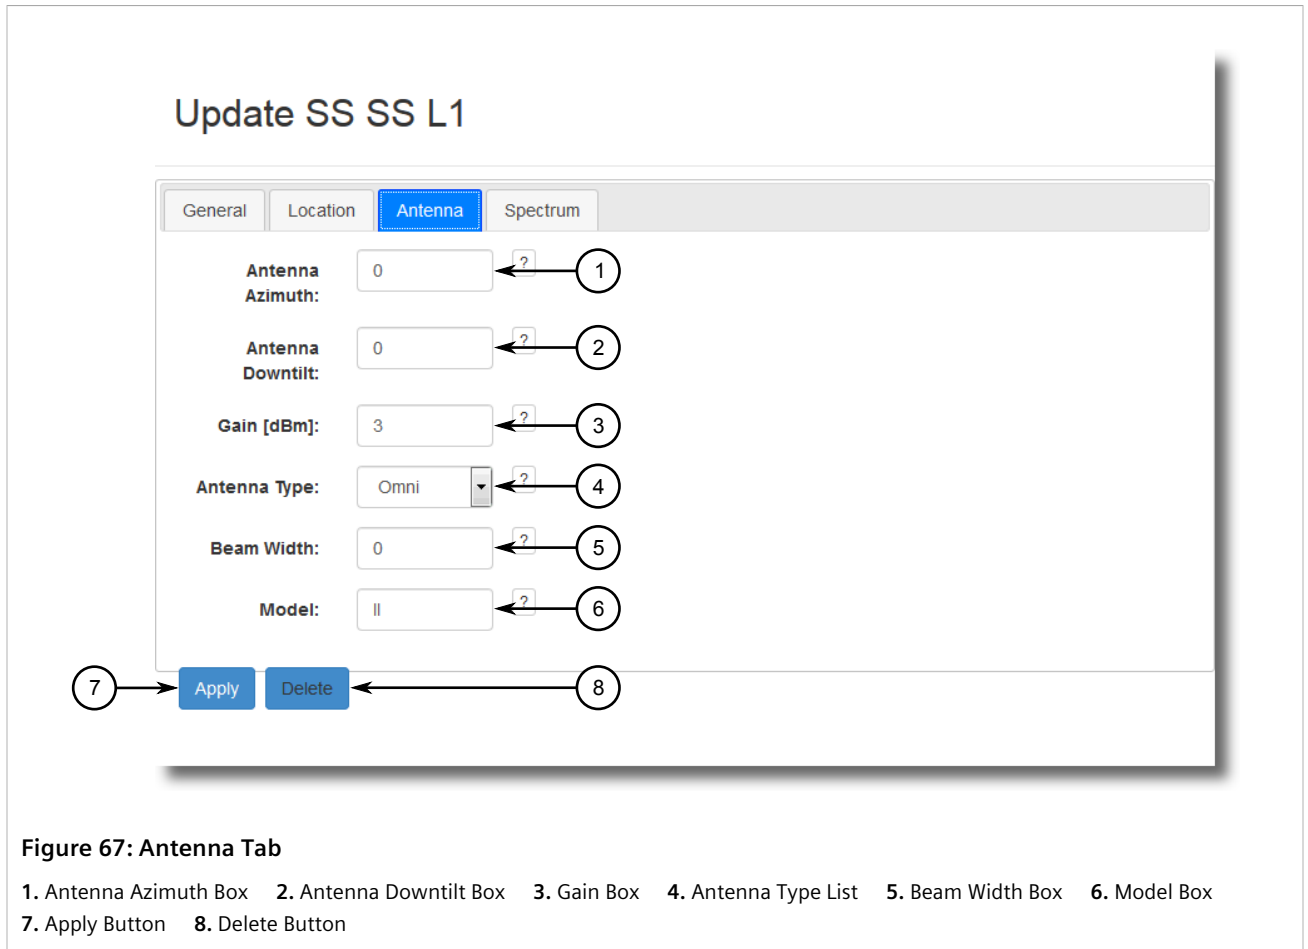 Update SS SS L1
General Location Antenna Spectrum
Antenna Azimuth: 0 ? 1
Antenna Downtilt: 0 ? 2
Gain [dBm]: 3 ? 3
Antenna Type: Omni ? 4
Beam Width: 0 ? 5
Model: ll ? 6
7 Apply Delete 8
Figure 67: Antenna Tab
1. Antenna Azimuth Box 2. Antenna Downtilt Box 3. Gain Box 4. Antenna Type List 5. Beam Width Box 6. Model Box
7. Apply Button 8. Delete Button